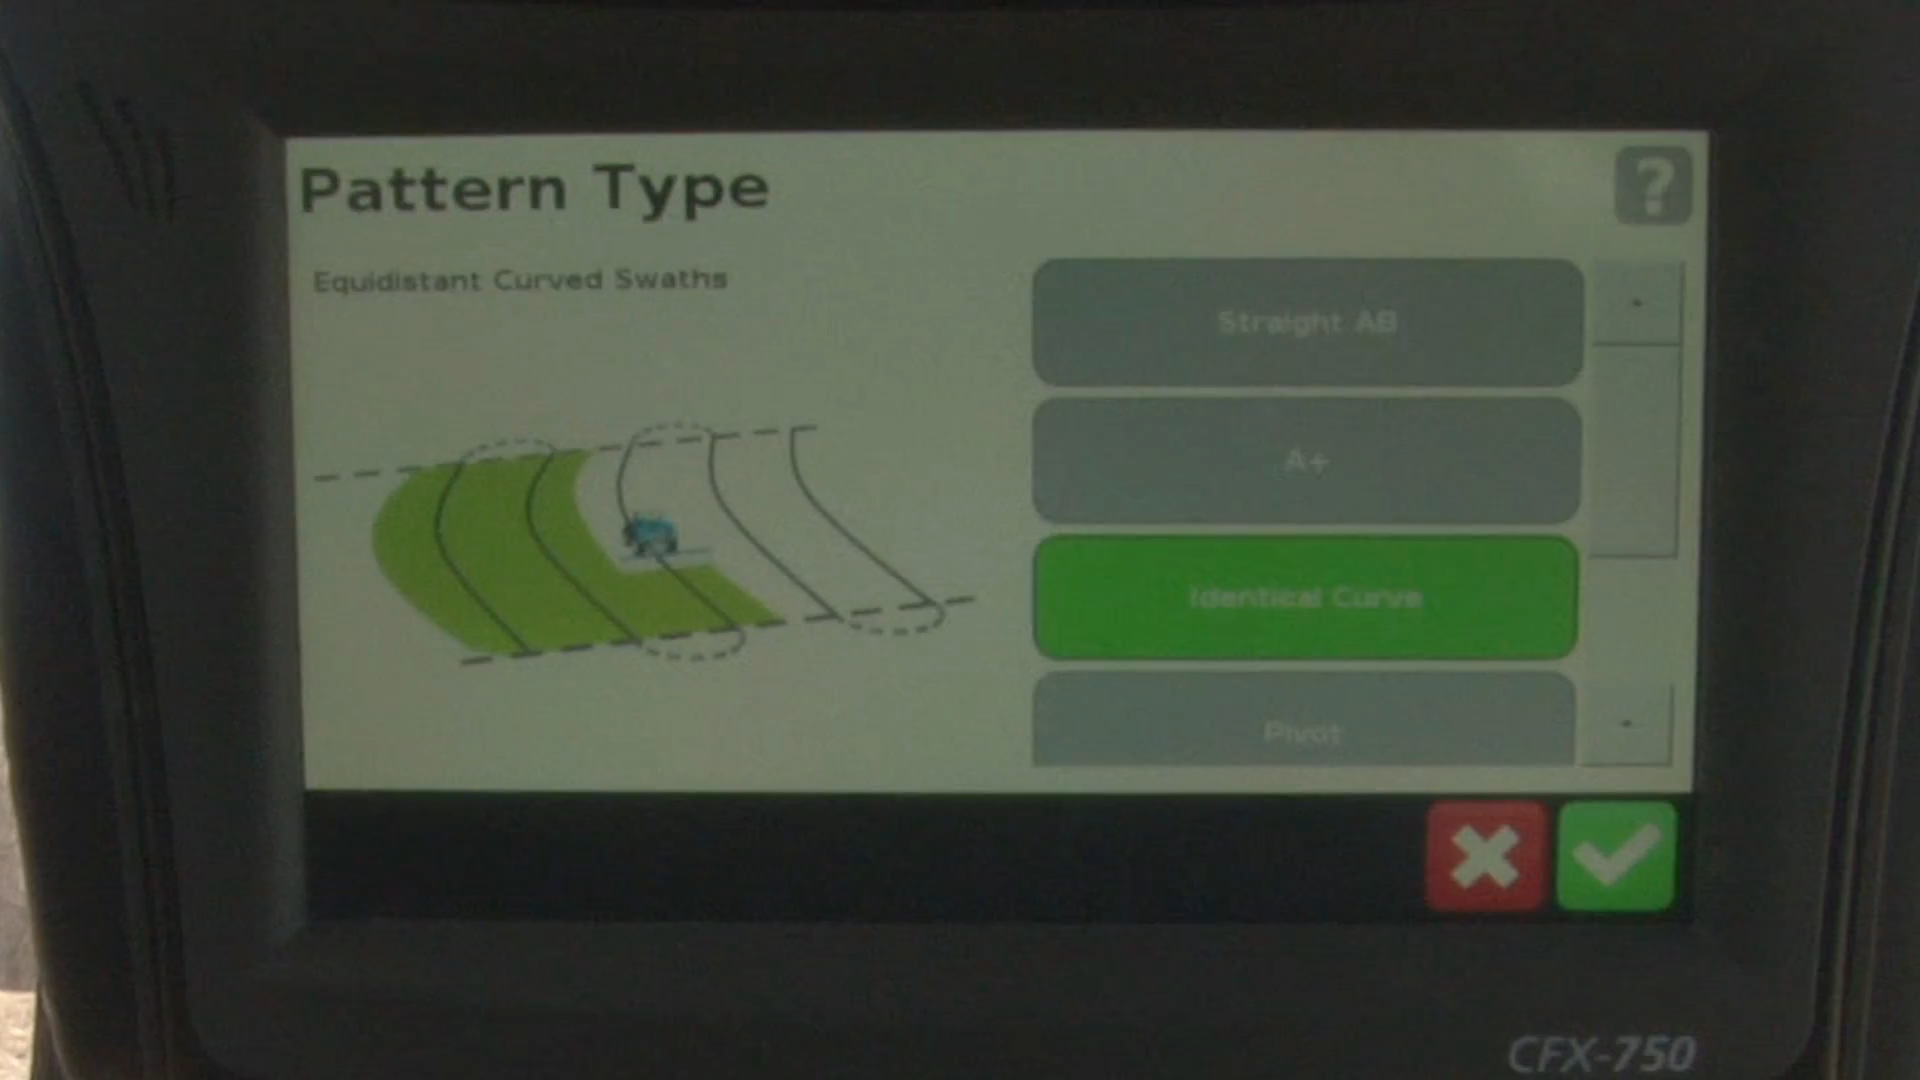 Pattern Type
?
Equidistant Curved Swaths
Straight AB
A+
Identical Curve
Pivot
CFX-750